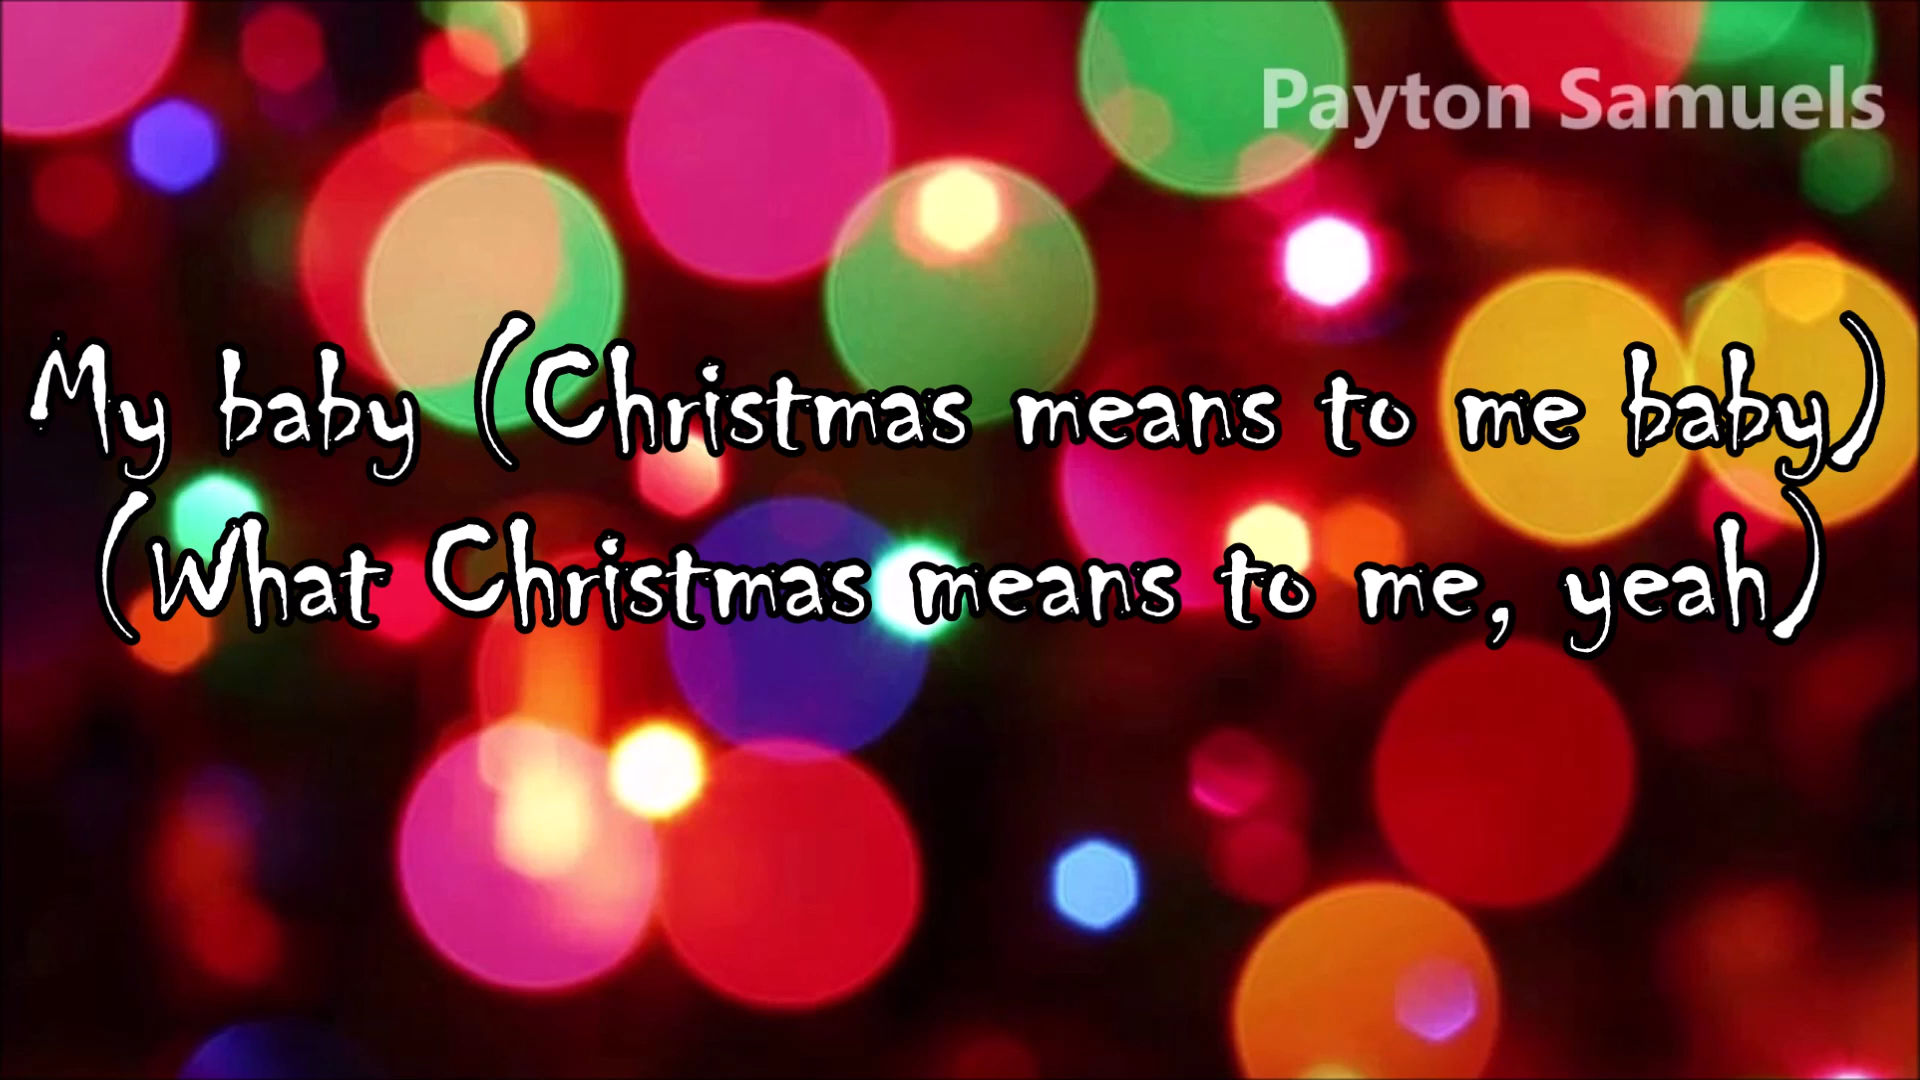 Payton Samuels
My baby (Christmas means to me baby)
(What Christmas means to me, yeah)